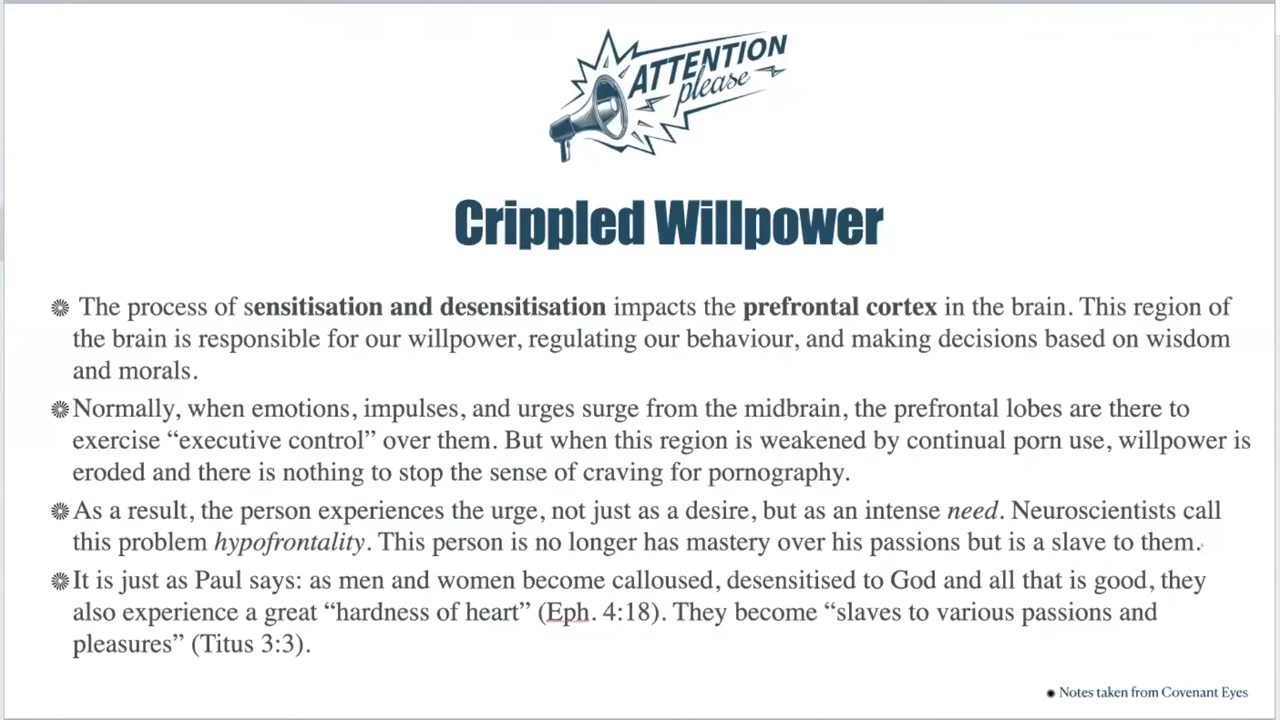 ATTENTION
please
Crippled Willpower
The process of sensitisation and desensitisation impacts the prefrontal cortex in the brain. This region of
the brain is responsible for our willpower, regulating our behaviour, and making decisions based on wisdom
and morals.
Normally, when emotions, impulses, and urges surge from the midbrain, the prefrontal lobes are there to
exercise “executive control” over them. But when this region is weakened by continual porn use, willpower is
eroded and there is nothing to stop the sense of craving for pornography.
As a result, the person experiences the urge, not just as a desire, but as an intense need. Neuroscientists call
this problem hypofrontality. This person is no longer has mastery over his passions but is a slave to them.
It is just as Paul says: as men and women become calloused, desensitised to God and all that is good, they
also experience a great “hardness of heart” (Eph. 4:18). They become “slaves to various passions and
pleasures” (Titus 3:3).
Notes taken from Covenant Eyes